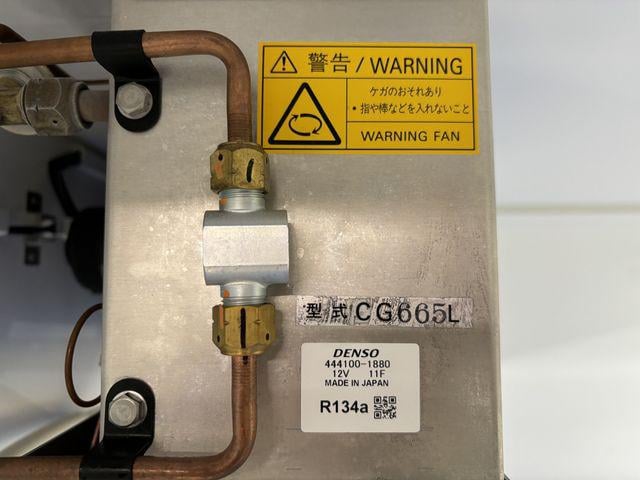 警告 / WARNING
ケガのおそれあり
・指や棒などを入れないこと
WARNING FAN
型式 CG665L
DENSO
444100-1880
12V 11F
MADE IN JAPAN
R134a